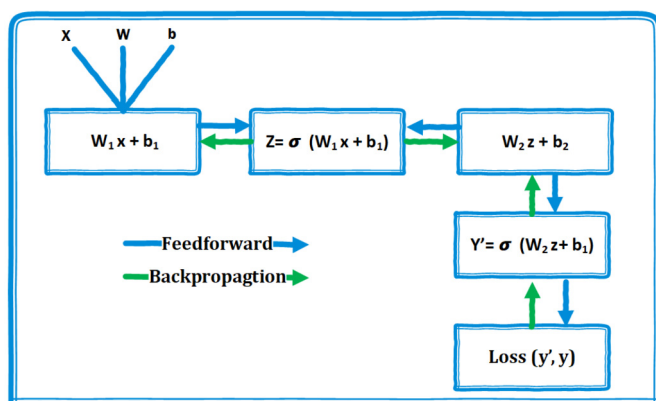 X W b
W₁ x + b₁
Z= σ (W₁ x + b₁)
W₂ z + b₂
Feedforward
Y'= σ (W₂ z+ b₁)
Backpropagtion
Loss (y', y)